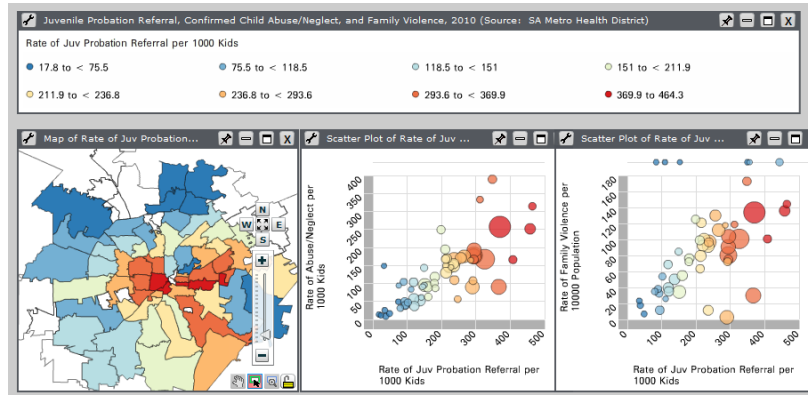 Juvenile Probation Referral, Confirmed Child Abuse/Neglect, and Family Violence, 2010 (Source: SA Metro Health District)
X
Rate of Juv Probation Referral per 1000 Kids
17.8 to < 75.5
75.5 to < 118.5
118.5 to < 151
151 to < 211.9
211.9 to < 236.8
236.8 to < 293.6
293.6 to < 369.9
369.9 to 464.3
Map of Rate of Juv Probation...
X
N
W
E
S
Scatter Plot of Rate of Juv ...
Rate of Abuse/Neglect per
1000 Kids
400
350
300
250
200
150
100
50
0
0
100
200
300
400
500
Rate of Juv Probation Referral per
1000 Kids
Scatter Plot of Rate of Juv ...
Rate of Family Violence per
10000 Population
180
160
140
120
100
80
60
40
20
0
0
100
200
300
400
500
Rate of Juv Probation Referral per
1000 Kids